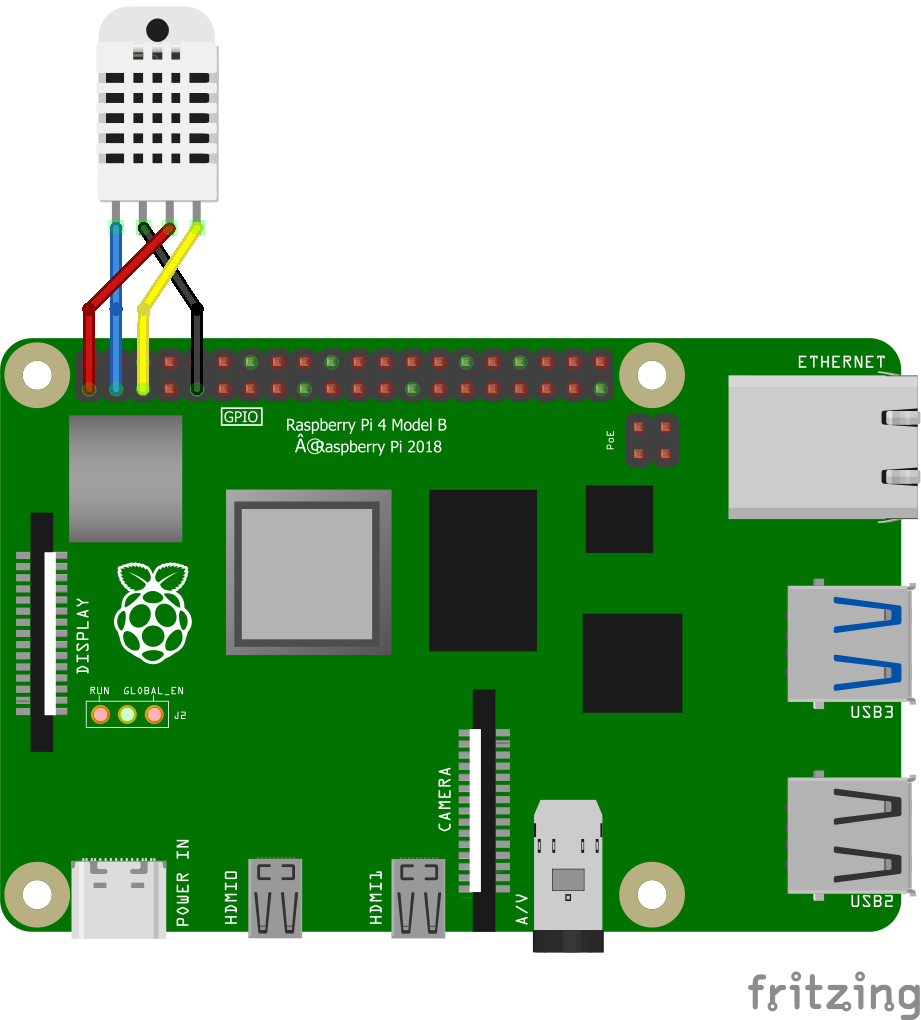 ETHERNET
GPIO
Raspberry Pi 4 Model B
Â©Raspberry Pi 2018
PoE
DISPLAY
RUN GLOBAL_EN
J2
USB3
CAMERA
POWER IN
HDMI0
HDMI1
A/V
USB2
fritzing